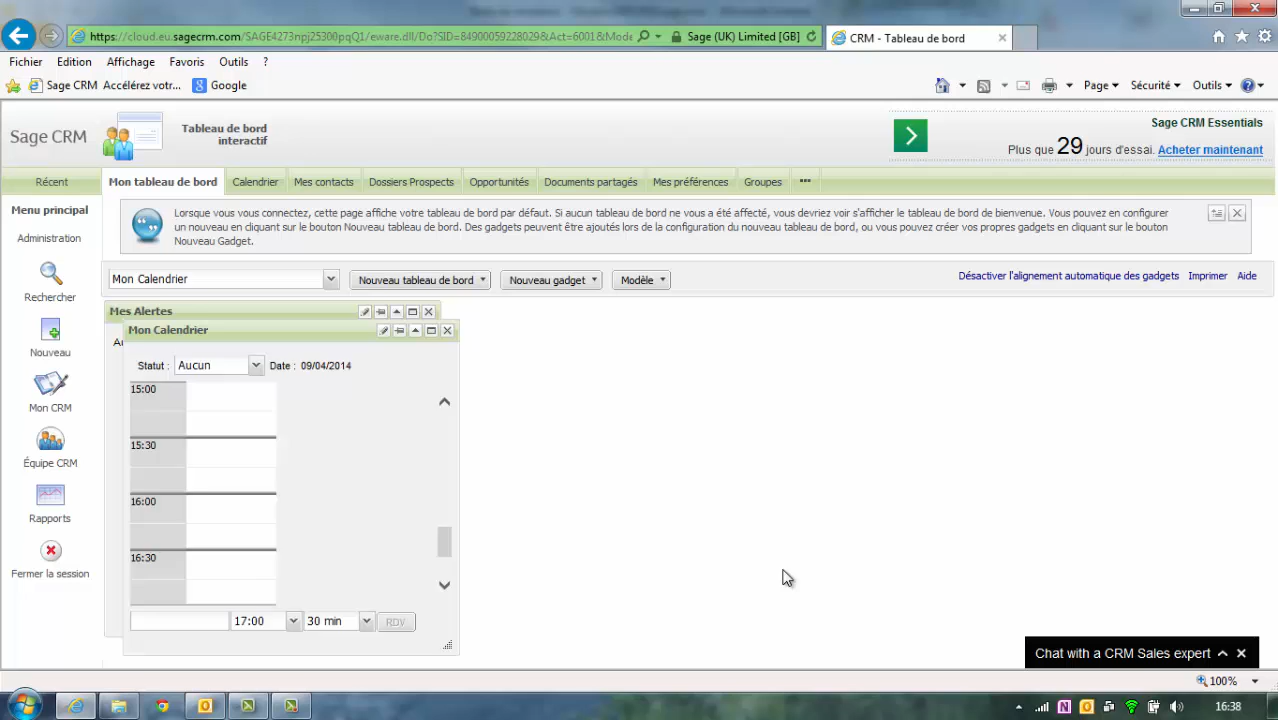 https://cloud.eu.sagecrm.com/SAGE4273npj25300pqQ1/eware.dll/Do?SID=84900059228029&Act=6001&Mode
Sage (UK) Limited [GB]
CRM - Tableau de bord
Fichier Edition Affichage Favoris Outils ?
Sage CRM Accélérez votr...
Google
Page
Sécurité
Outils
Sage CRM
Tableau de bord
interactif
Sage CRM Essentials
Plus que 29 jours d'essai. Acheter maintenant
Récent
Mon tableau de bord
Calendrier
Mes contacts
Dossiers Prospects
Opportunités
Documents partagés
Mes préférences
Groupes
Menu principal
Administration
Rechercher
Nouveau
Mon CRM
Équipe CRM
Rapports
Fermer la session
Lorsque vous vous connectez, cette page affiche votre tableau de bord par défaut. Si aucun tableau de bord ne vous a été affecté, vous devriez voir s'afficher le tableau de bord de bienvenue. Vous pouvez en configurer
un nouveau en cliquant sur le bouton Nouveau tableau de bord. Des gadgets peuvent être ajoutés lors de la configuration du nouveau tableau de bord, ou vous pouvez créer vos propres gadgets en cliquant sur le bouton
Nouveau Gadget.
Mon Calendrier
Nouveau tableau de bord
Nouveau gadget
Modèle
Désactiver l'alignement automatique des gadgets
Imprimer
Aide
Mes Alertes
Mon Calendrier
Statut : Aucun Date : 09/04/2014
15:00
15:30
16:00
16:30
17:00
30 min
RDV
Chat with a CRM Sales expert
100%
16:38